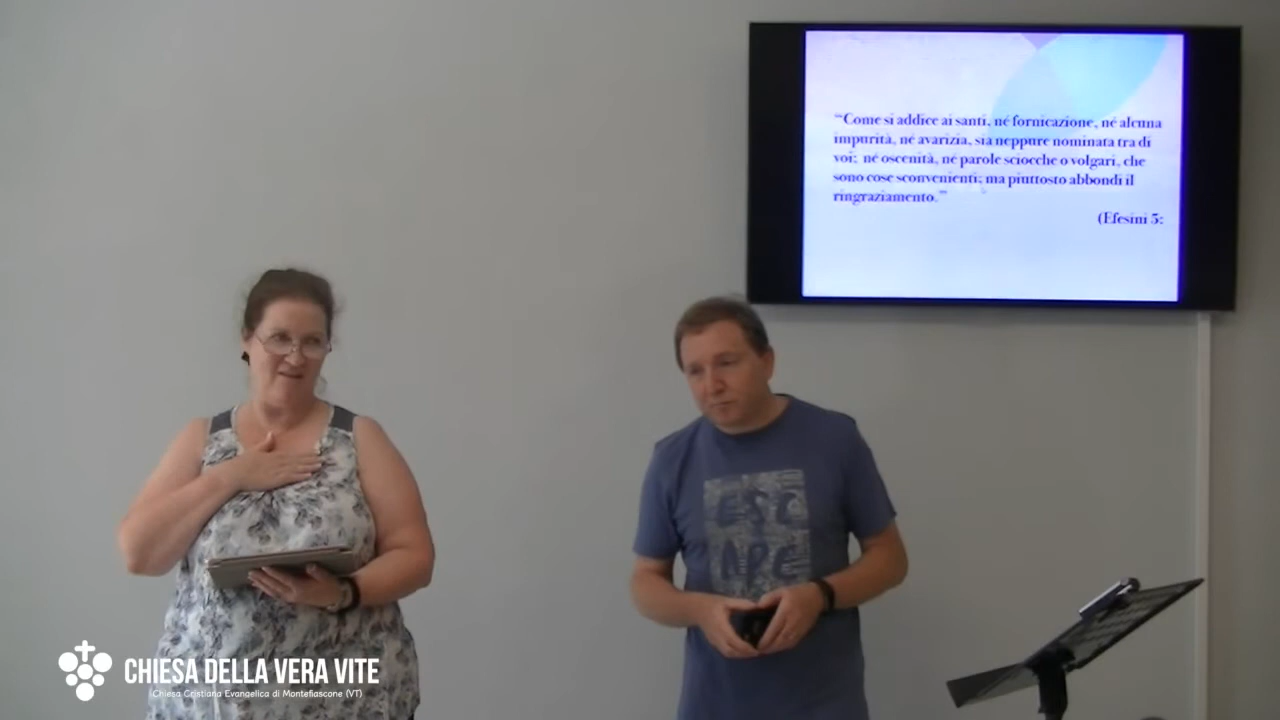 “Come si addice ai santi, né fornicazione, né alcuna
impurità, né avarizia, sia neppure nominata tra di
voi; né oscenità, né parole sciocche o volgari, che
sono cose sconvenienti; ma piuttosto abbondi il
ringraziamento.”
(Efesini 5:
ESC
APE
CHIESA DELLA VERA VITE
Chiesa Cristiana Evangelica di Montefiascone (VT)